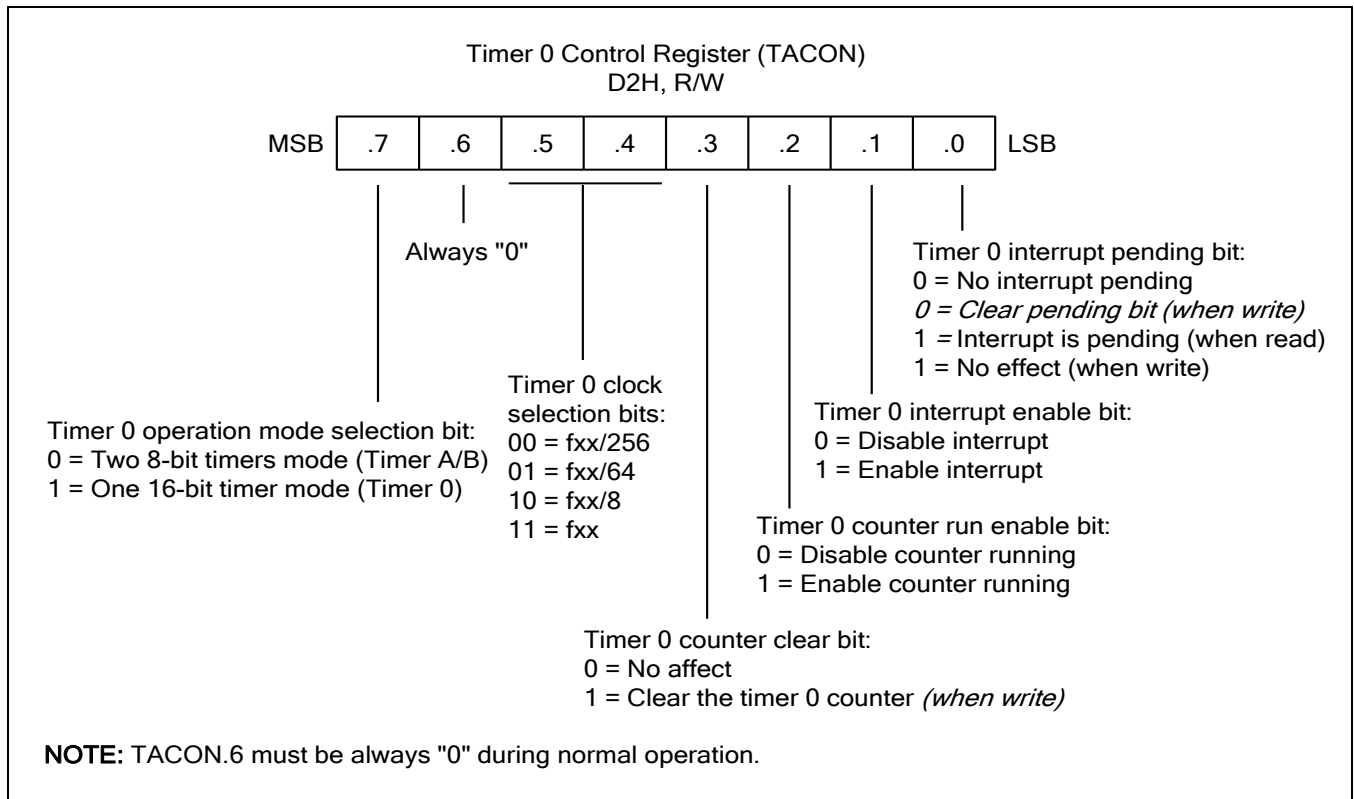 Timer 0 Control Register (TACON)
D2H, R/W
MSB .7 .6 .5 .4 .3 .2 .1 .0 LSB
Always "0"
Timer 0 interrupt pending bit:
0 = No interrupt pending
0 = Clear pending bit (when write)
1 = Interrupt is pending (when read)
1 = No effect (when write)
Timer 0 clock
selection bits:
00 = fxx/256
01 = fxx/64
10 = fxx/8
11 = fxx
Timer 0 operation mode selection bit:
0 = Two 8-bit timers mode (Timer A/B)
1 = One 16-bit timer mode (Timer 0)
Timer 0 interrupt enable bit:
0 = Disable interrupt
1 = Enable interrupt
Timer 0 counter run enable bit:
0 = Disable counter running
1 = Enable counter running
Timer 0 counter clear bit:
0 = No affect
1 = Clear the timer 0 counter (when write)
NOTE: TACON.6 must be always "0" during normal operation.